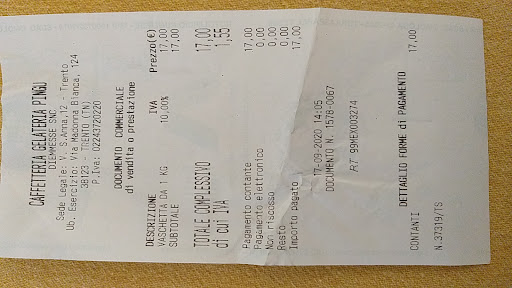 CAFFETTERIA GELATERIA PINGU
DIEMMESSE SNC
Sede Legale: V. S.Anna,12 - Trento
Ub. Esercizio: Via Madonna Bianca, 124
38123 - TRENTO (TN)
P.Iva: 02243720220
DOCUMENTO COMMERCIALE
di vendita o prestazione
DESCRIZIONE IVA Prezzo(€)
VASCHETTA DA 1 KG 10,00% 17,00
SUBTOTALE 17,00
TOTALE COMPLESSIVO 17,00
di cui IVA 1,55
Pagamento contante 17,00
Pagamento elettronico 0,00
Non riscosso 0,00
Resto 0,00
Importo pagato 17,00
17-09-2020 14:05
DOCUMENTO N. 1578-0067
RT 99MEX003274
DETTAGLIO FORME di PAGAMENTO
CONTANTI 17,00
N.37319/TS